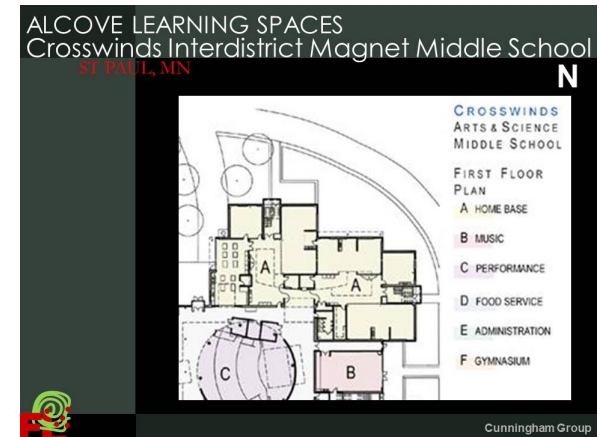 ALCOVE LEARNING SPACES
Crosswinds Interdistrict Magnet Middle School
ST PAUL, MN
N
CROSSWINDS
ARTS & SCIENCE
MIDDLE SCHOOL
FIRST FLOOR
PLAN
A HOME BASE
B MUSIC
C PERFORMANCE
D FOOD SERVICE
E ADMINISTRATION
F GYMNASIUM
A
A
C
B
Cunningham Group